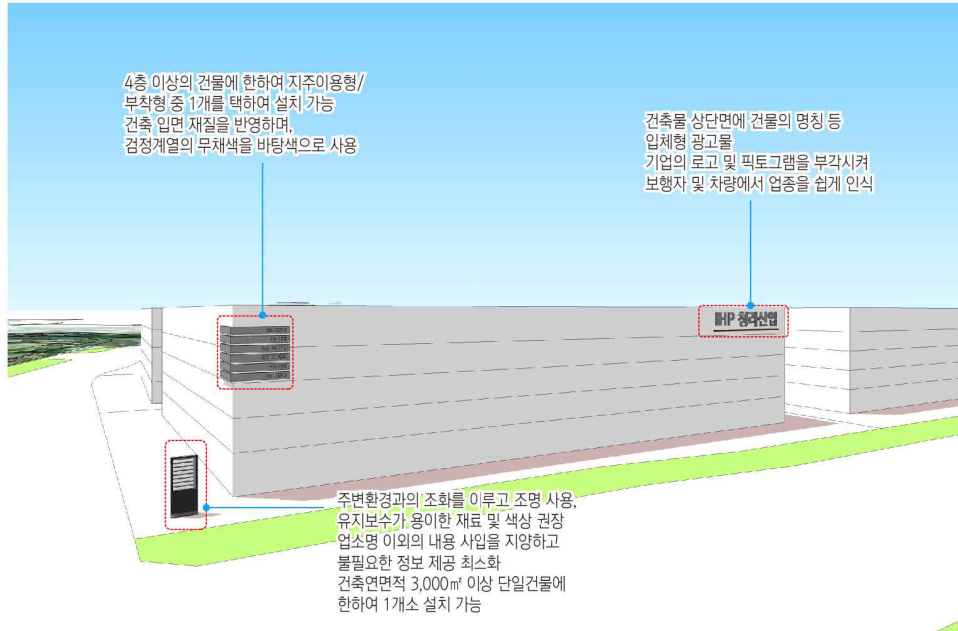 4층 이상의 건물에 한하여 지주이용형/
부착형 중 1개를 택하여 설치 가능
건축 입면 재질을 반영하며,
검정계열의 무채색을 바탕색으로 사용
건축물 상단면에 건물의 명칭 등
입체형 광고물
기업의 로고 및 픽토그램을 부각시켜
보행자 및 차량에서 업종을 쉽게 인식
IHP 청라산업
주변환경과의 조화를 이루고 조명 사용,
유지보수가 용이한 재료 및 색상 권장
업소명 이외의 내용 사입을 지양하고
불필요한 정보 제공 최스화
건축연면적 3,000㎡ 이상 단일건물에
한하여 1개소 설치 가능